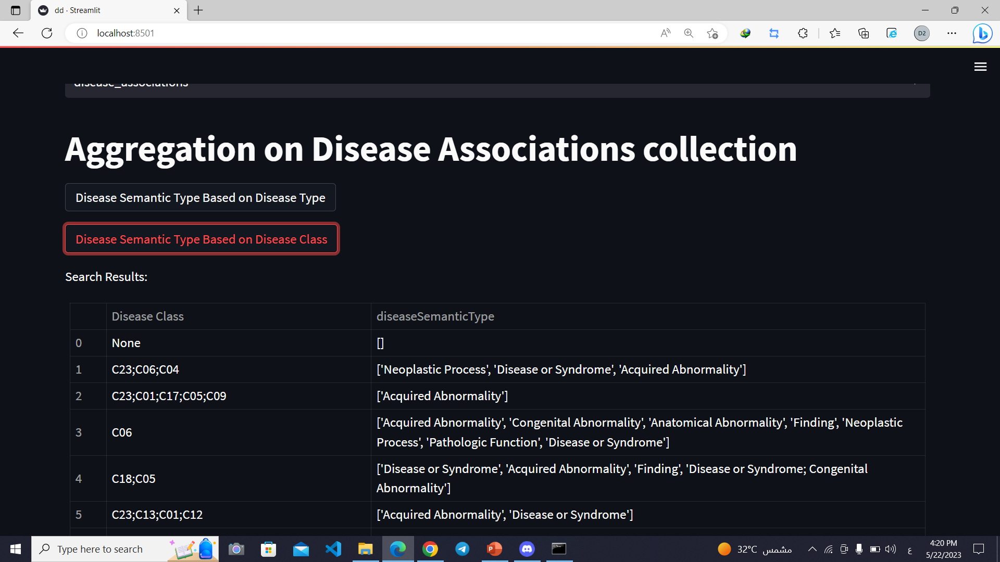 dd · Streamlit
localhost:8501
D2
disease_associations
Aggregation on Disease Associations collection
Disease Semantic Type Based on Disease Type
Disease Semantic Type Based on Disease Class
Search Results:
Disease Class diseaseSemanticType
0 None []
1 C23;C06;C04 ['Neoplastic Process', 'Disease or Syndrome', 'Acquired Abnormality']
2 C23;C01;C17;C05;C09 ['Acquired Abnormality']
3 C06 ['Acquired Abnormality', 'Congenital Abnormality', 'Anatomical Abnormality', 'Finding', 'Neoplastic
Process', 'Pathologic Function', 'Disease or Syndrome']
4 C18;C05 ['Disease or Syndrome', 'Acquired Abnormality', 'Finding', 'Disease or Syndrome; Congenital
Abnormality']
5 C23;C13;C01;C12 ['Acquired Abnormality', 'Disease or Syndrome']
Type here to search
32°C مشمس
ع
4:20 PM
5/22/2023